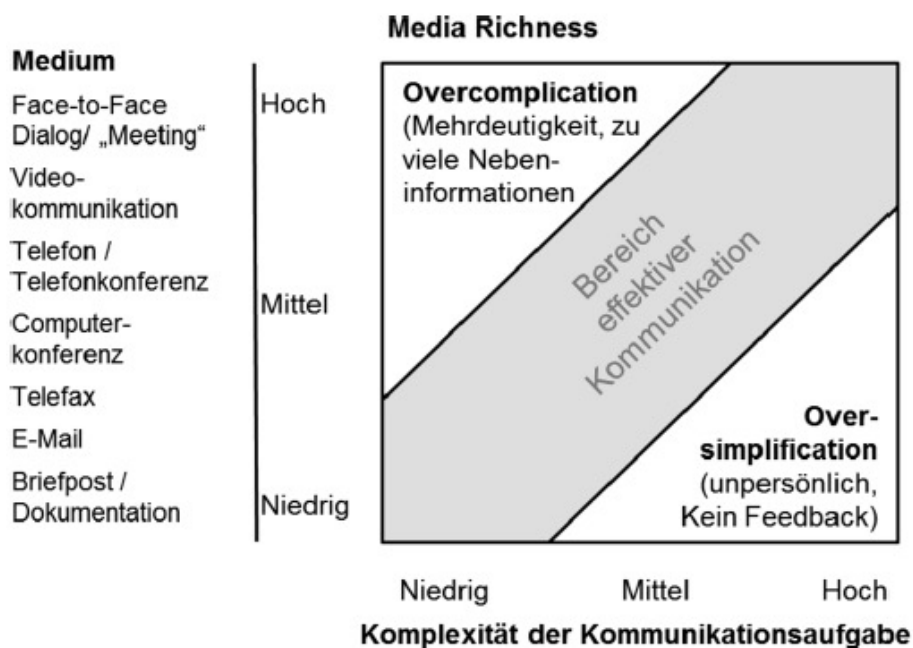 Media Richness
Medium
Face-to-Face
Dialog/ „Meeting“
Video-
kommunikation
Telefon /
Telefonkonferenz
Computer-
konferenz
Telefax
E-Mail
Briefpost /
Dokumentation
Hoch
Mittel
Niedrig
Overcomplication
(Mehrdeutigkeit, zu
viele Neben-
informationen
Bereich
effektiver
Kommunikation
Over-
simplification
(unpersönlich,
Kein Feedback)
Niedrig
Mittel
Hoch
Komplexität der Kommunikationsaufgabe